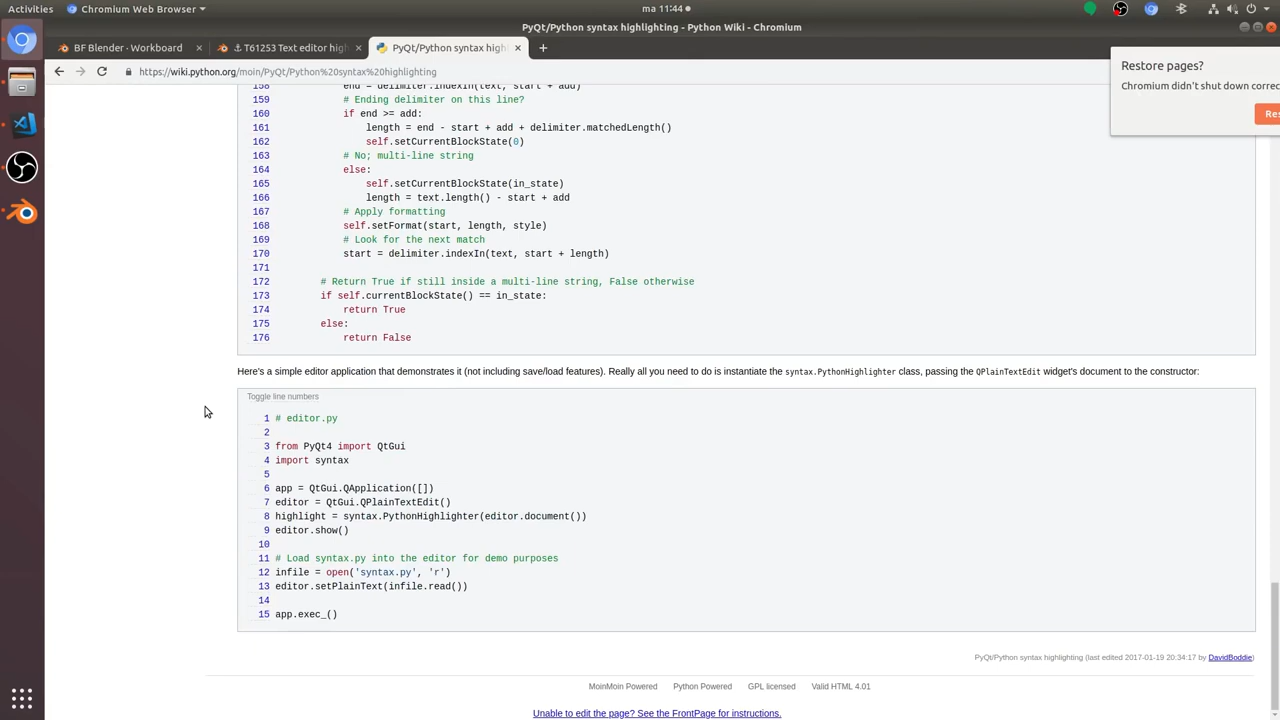 Activities
Chromium Web Browser
ma 11:44
PyQt/Python syntax highlighting - Python Wiki - Chromium
BF Blender - Workboard
T61253 Text editor high
PyQt/Python syntax high
https://wiki.python.org/moin/PyQt/Python%20syntax%20highlighting
Restore pages?
Chromium didn't shut down correc
Res
158 end = delimiter.indexIn(text, start + add)
159 # Ending delimiter on this line?
160 if end >= add:
161 length = end - start + add + delimiter.matchedLength()
162 self.setCurrentBlockState(0)
163 # No; multi-line string
164 else:
165 self.setCurrentBlockState(in_state)
166 length = text.length() - start + add
167 # Apply formatting
168 self.setFormat(start, length, style)
169 # Look for the next match
170 start = delimiter.indexIn(text, start + length)
171
172 # Return True if still inside a multi-line string, False otherwise
173 if self.currentBlockState() == in_state:
174 return True
175 else:
176 return False
Here's a simple editor application that demonstrates it (not including save/load features). Really all you need to do is instantiate the syntax.PythonHighlighter class, passing the QPlainTextEdit widget's document to the constructor:
Toggle line numbers
1 # editor.py
2
3 from PyQt4 import QtGui
4 import syntax
5
6 app = QtGui.QApplication([])
7 editor = QtGui.QPlainTextEdit()
8 highlight = syntax.PythonHighlighter(editor.document())
9 editor.show()
10
11 # Load syntax.py into the editor for demo purposes
12 infile = open('syntax.py', 'r')
13 editor.setPlainText(infile.read())
14
15 app.exec_()
PyQt/Python syntax highlighting (last edited 2017-01-19 20:34:17 by DavidBoddie)
MoinMoin Powered
Python Powered
GPL licensed
Valid HTML 4.01
Unable to edit the page? See the FrontPage for instructions.